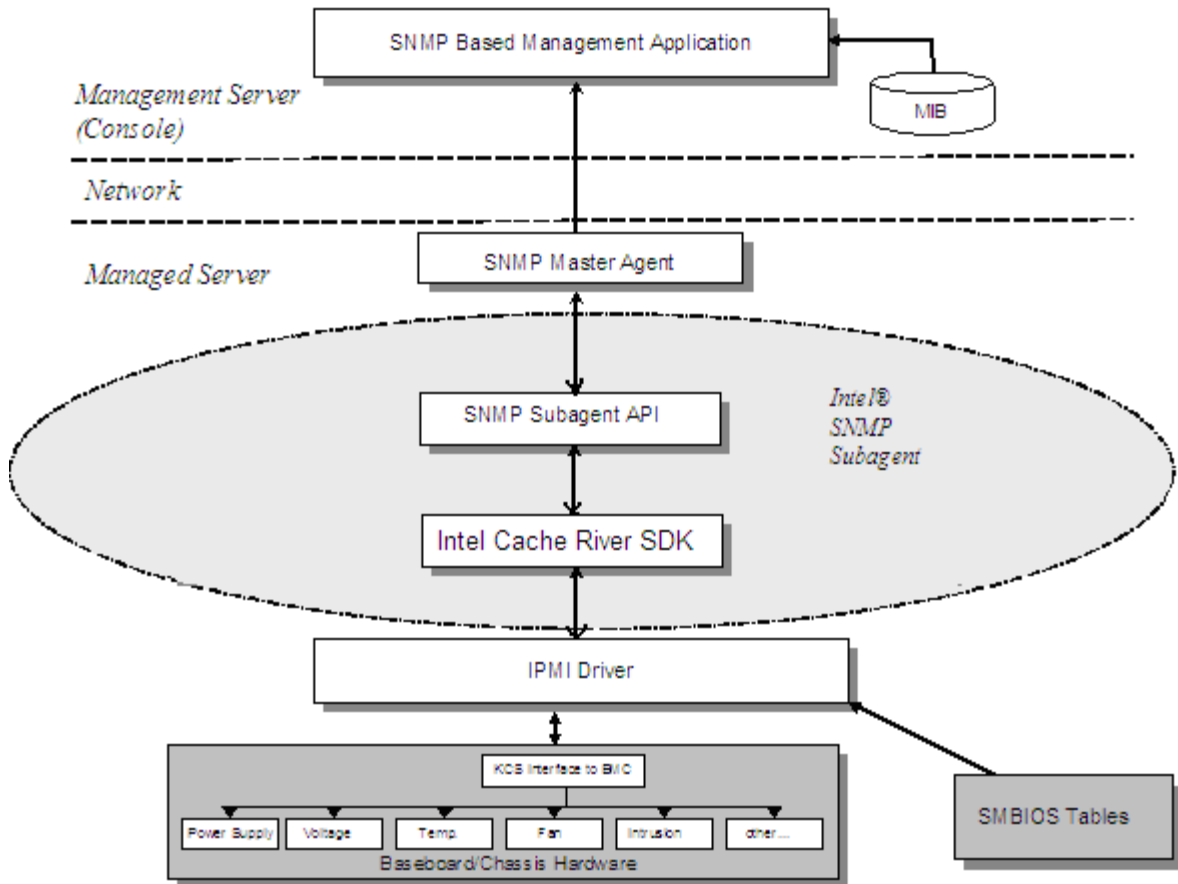 SNMP Based Management Application
MIB
Management Server
(Console)
Network
SNMP Master Agent
Managed Server
Intel®
SNMP
Subagent
SNMP Subagent API
Intel Cache River SDK
IPMI Driver
KCS Interface to BMC
Power Supply
Voltage
Temp.
Fan
Intrusion
other...
Baseboard/Chassis Hardware
SMBIOS Tables